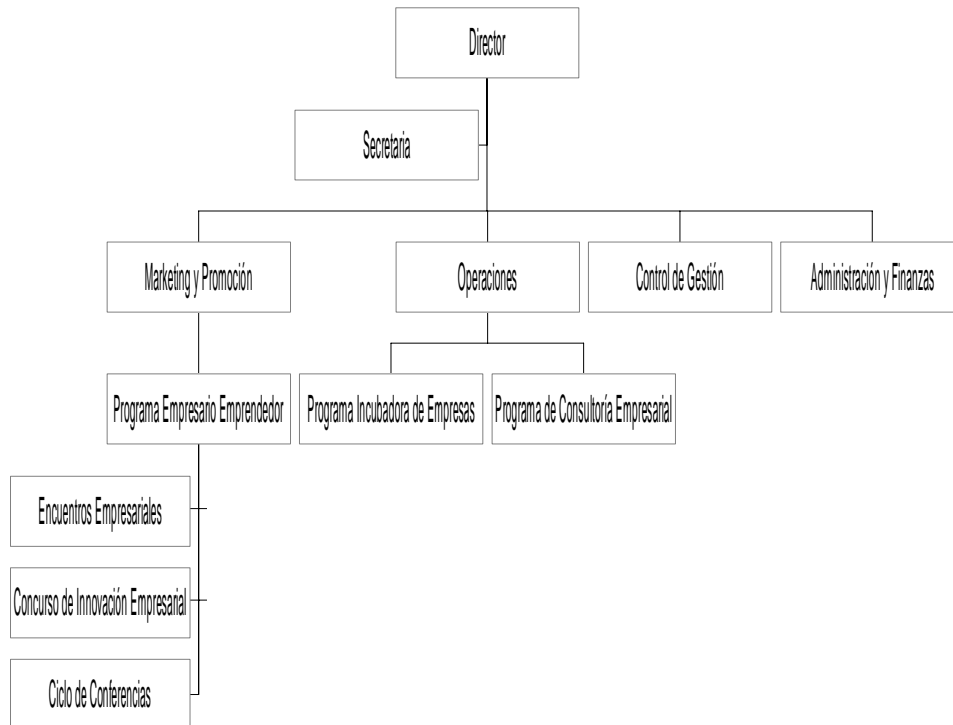 Director
Secretaria
Marketing y Promoción
Operaciones
Control de Gestión
Administración y Finanzas
Programa Empresario Emprendedor
Programa Incubadora de Empresas
Programa de Consultoría Empresarial
Encuentros Empresariales
Concurso de Innovación Empresarial
Ciclo de Conferencias